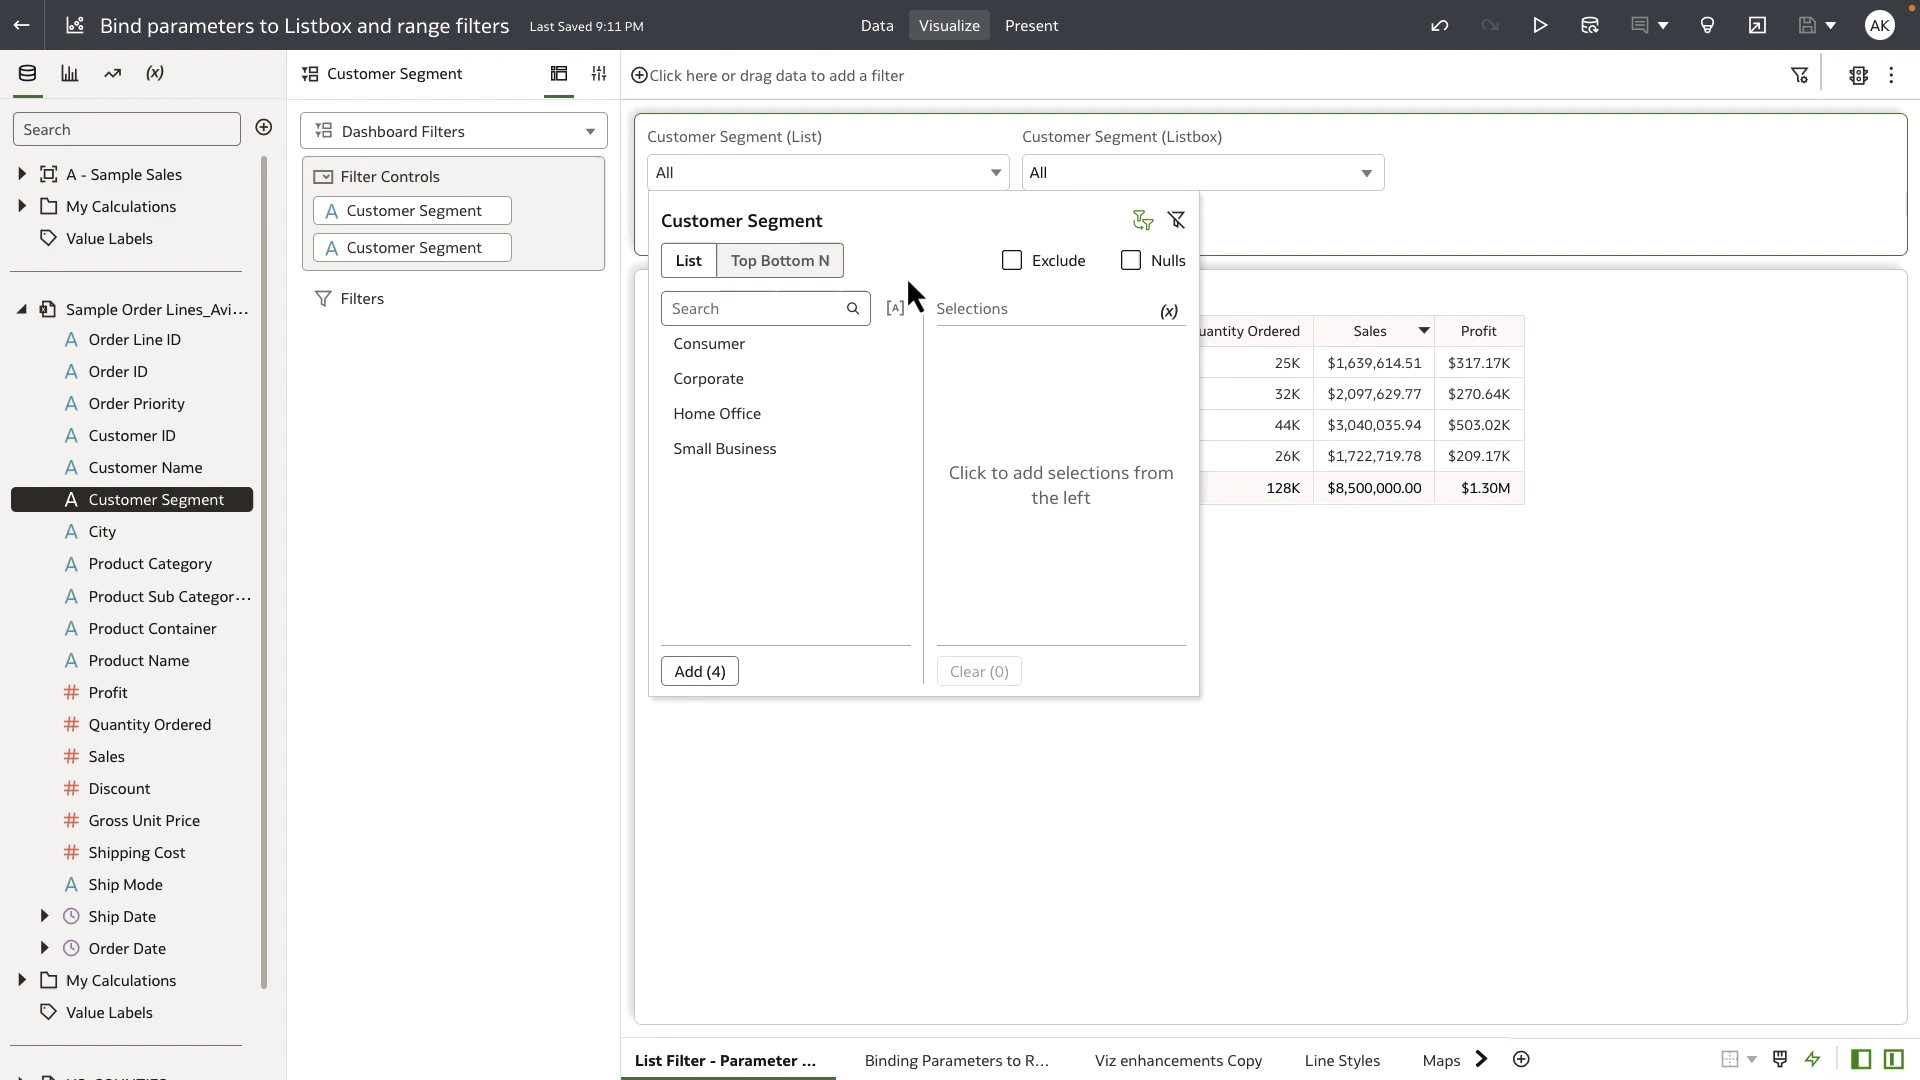 Bind parameters to Listbox and range filters
Last Saved 9:11 PM
Data
Visualize
Present
AK
(x)
Customer Segment
Click here or drag data to add a filter
Search
A - Sample Sales
My Calculations
Value Labels
Sample Order Lines_Avi...
Order Line ID
Order ID
Order Priority
Customer ID
Customer Name
Customer Segment
City
Product Category
Product Sub Categor...
Product Container
Product Name
Profit
Quantity Ordered
Sales
Discount
Gross Unit Price
Shipping Cost
Ship Mode
Ship Date
Order Date
My Calculations
Value Labels
Dashboard Filters
Filter Controls
A Customer Segment
A Customer Segment
Filters
Customer Segment (List)
Customer Segment (Listbox)
All
All
Customer Segment
List
Top Bottom N
Exclude
Nulls
Search
[A]
Selections
(x)
Consumer
Corporate
Home Office
Small Business
Click to add selections from
the left
Add (4)
Clear (0)
uantity Ordered Sales Profit
25K $1,639,614.51 $317.17K
32K $2,097,629.77 $270.64K
44K $3,040,035.94 $503.02K
26K $1,722,719.78 $209.17K
128K $8,500,000.00 $1.30M
List Filter - Parameter ...
Binding Parameters to R...
Viz enhancements Copy
Line Styles
Maps